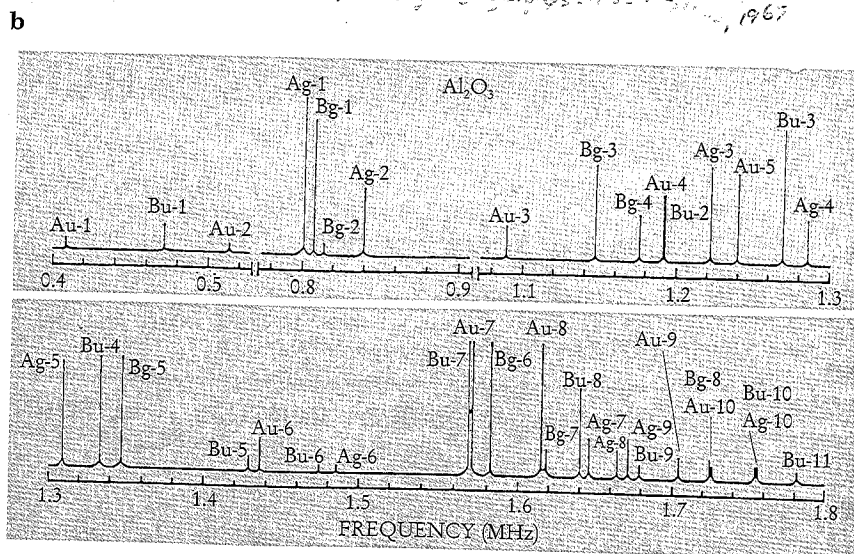 , 1967
b
Al₂O₃
Ag-1
Bg-1
Bu-3
Bg-3
Ag-3
Ag-2
Au-4
Au-5
Bu-1
Bg-4
Bu-2
Ag-4
Au-1
Au-2
Bg-2
Au-3
0.4 0.5 0.8 0.9 1.1 1.2 1.3
Au-7 Au-8 Au-9
Ag-5 Bu-4 Bg-5 Bu-7 Bg-6
Bu-8 Bg-8 Bu-10
Au-6 Bg-7 Ag-7 Ag-9 Au-10 Ag-10
Bu-5 Bu-6 Ag-6 Ag-8 Bu-9 Bu-11
1.3 1.4 1.5 1.6 1.7 1.8
FREQUENCY (MHz)